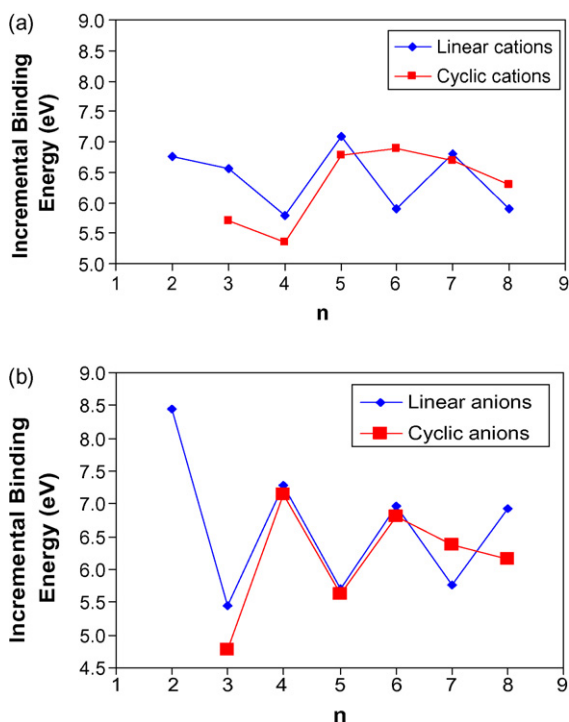 (a)
Incremental Binding
Energy (eV)
9.0
8.5
8.0
7.5
7.0
6.5
6.0
5.5
5.0
Linear cations
Cyclic cations
1 2 3 4 5 6 7 8 9
n
(b)
Incremental Binding
Energy (eV)
9.0
8.5
8.0
7.5
7.0
6.5
6.0
5.5
5.0
4.5
Linear anions
Cyclic anions
1 2 3 4 5 6 7 8 9
n